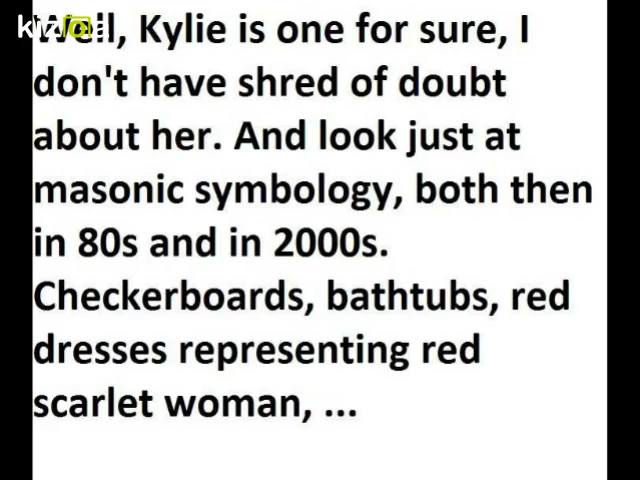 Well, Kylie is one for sure, I
don't have shred of doubt
about her. And look just at
masonic symbology, both then
in 80s and in 2000s.
Checkerboards, bathtubs, red
dresses representing red
scarlet woman, ...